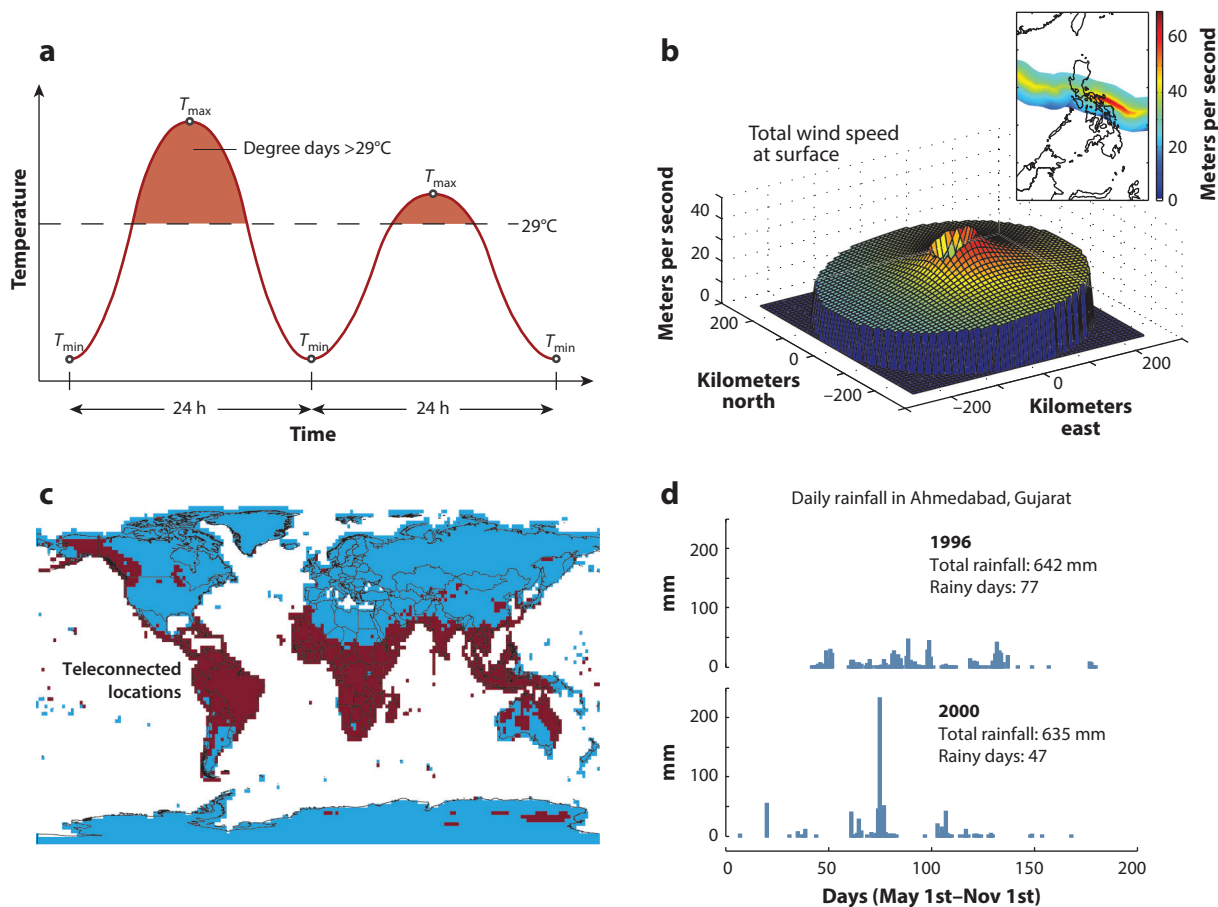 a
T_max
Degree days >29°C
T_max
29°C
Temperature
T_min
T_min
T_min
24 h
24 h
Time
b
Total wind speed
at surface
60
40
20
0
Meters per second
40
20
0
Meters per second
200
0
−200
Kilometers
north
−200
0
200
Kilometers
east
c
Teleconnected
locations
d
Daily rainfall in Ahmedabad, Gujarat
1996
Total rainfall: 642 mm
Rainy days: 77
200
100
0
mm
2000
Total rainfall: 635 mm
Rainy days: 47
200
100
0
mm
0
50
100
150
200
Days (May 1st–Nov 1st)